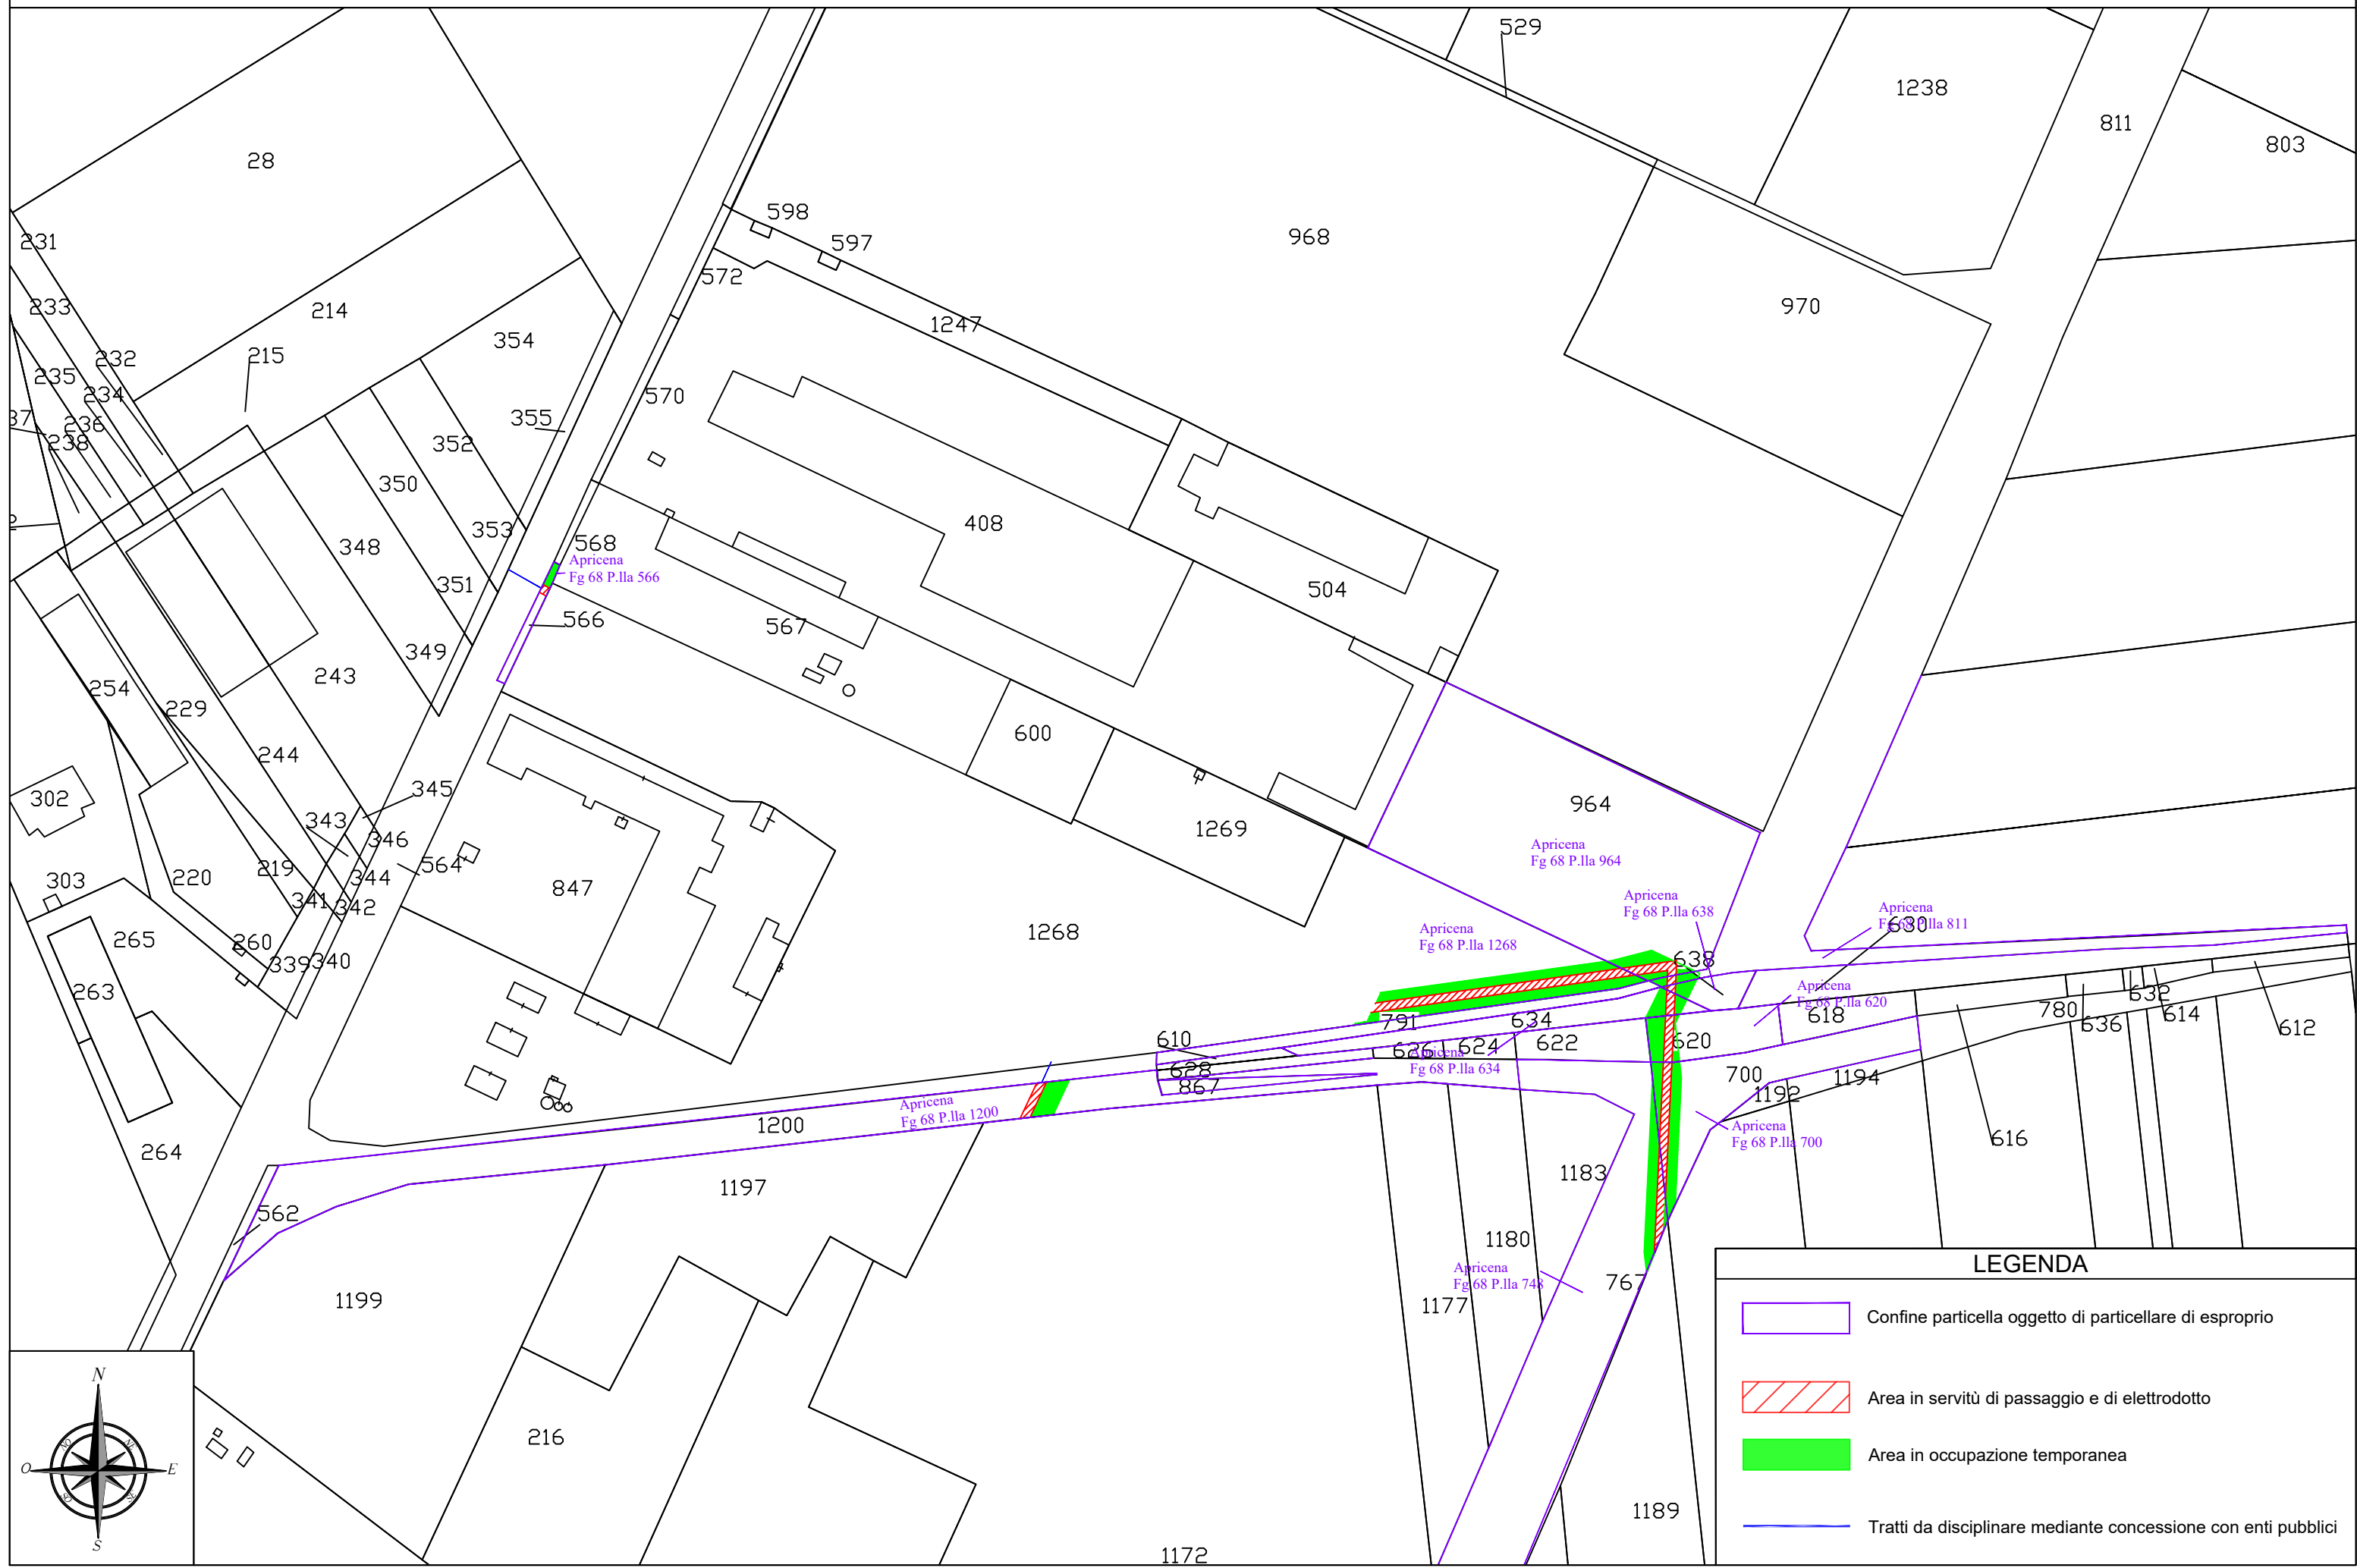 529
1238
811
803
28
598
968
231
597
572
233
970
214
1247
354
232
215
235
234
570
37
355
236
238
352
350
408
353
568
348
Apricena
Fg 68 P.lla 566
351
504
566
567
349
243
254
229
600
244
345
302
964
343
1269
346
Apricena
Fg 68 P.lla 964
564
219
344
220
303
847
341
342
Apricena
Fg 68 P.lla 638
Apricena
Fg 68 P.lla 811
630
1268
Apricena
Fg 68 P.lla 1268
265
260
339
340
638
263
Apricena
Fg 68 P.lla 620
632
780
618
614
636
612
791
634
610
626
624
622
620
Apricena
Fg 68 P.lla 634
628
867
700
1194
1192
Apricena
Fg 68 P.lla 1200
1200
Apricena
Fg 68 P.lla 700
616
264
1183
1197
562
1180
Apricena
Fg 68 P.lla 748
767
1199
1177
216
1189
1172
N
NO
NE
O
E
SO
S
LEGENDA
Confine particella oggetto di particellare di esproprio
Area in servitù di passaggio e di elettrodotto
Area in occupazione temporanea
Tratti da disciplinare mediante concessione con enti pubblici